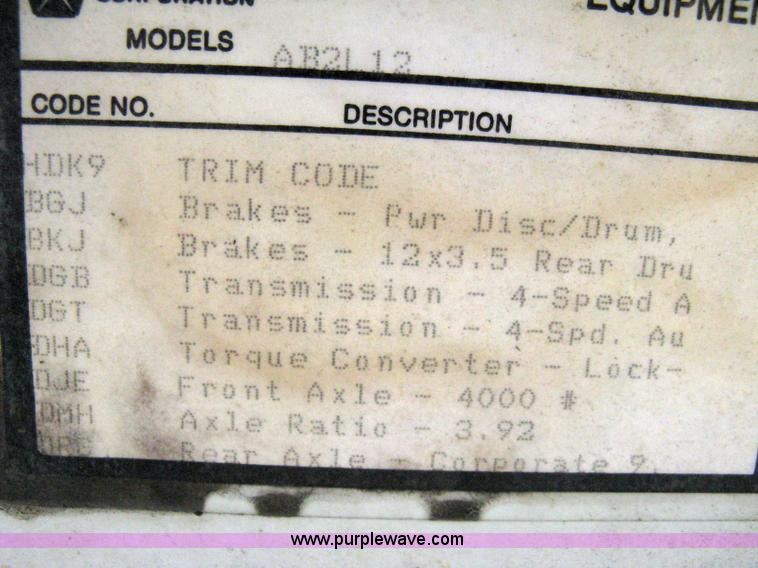 CORPORATION
EQUIPMEN
MODELS AB2L12
CODE NO. DESCRIPTION
HDK9 TRIM CODE
BGJ Brakes - Pwr Disc/Drum,
BKJ Brakes - 12x3.5 Rear Dru
DGB Transmission - 4-Speed A
DGT Transmission - 4-Spd. Au
DHA Torque Converter - Lock-
DJE Front Axle - 4000 #
DMH Axle Ratio - 3.92
Rear Axle - Corporate 9.
www.purplewave.com